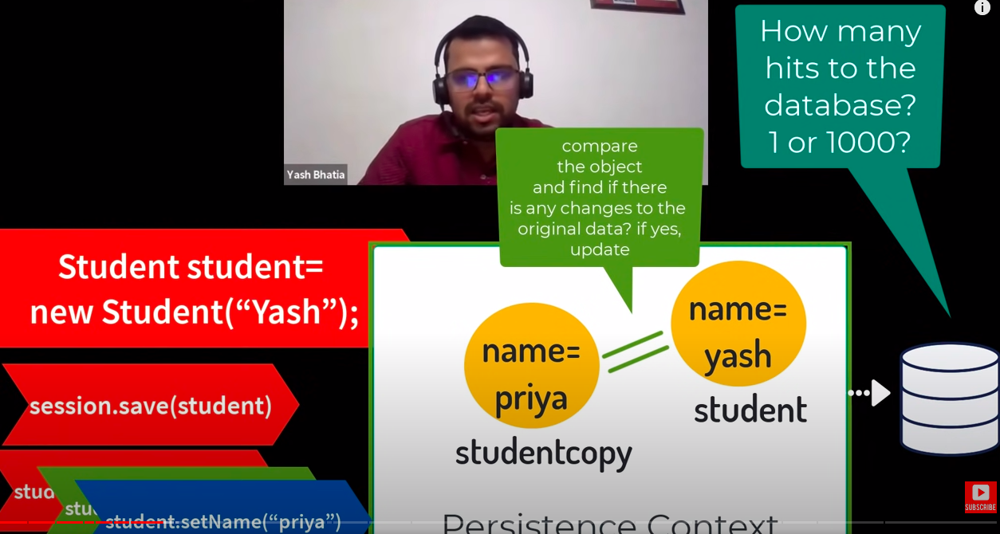 How many
hits to the
database?
1 or 1000?
Yash Bhatia
compare
the object
and find if there
is any changes to the
original data? if yes,
update
Student student=
new Student(“Yash”);
session.save(student)
stud
stu
student.setName(“priya”)
name=
priya
studentcopy
name=
yash
student
Persistence Context
SUBSCRIBE